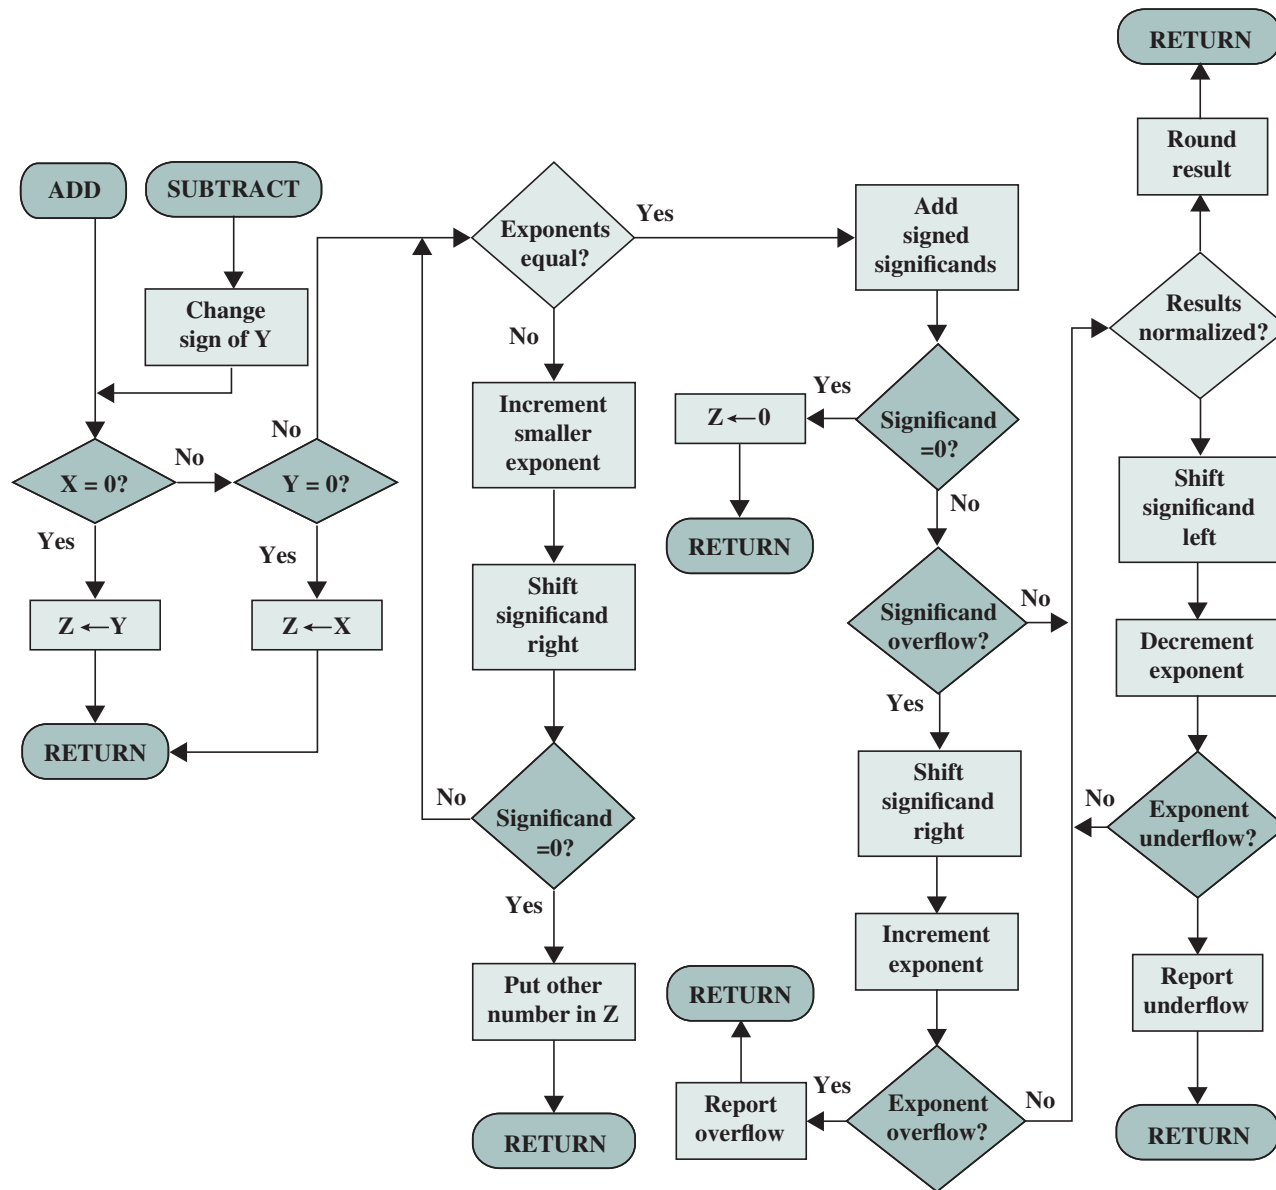 ADD
SUBTRACT
Change
sign of Y
X = 0?
No
Yes
Z ← Y
RETURN
Y = 0?
No
Yes
Z ← X
Exponents
equal?
Yes
No
Increment
smaller
exponent
Shift
significand
right
Significand
=0?
No
Yes
Put other
number in Z
RETURN
Add
signed
significands
Significand
=0?
Yes
Z ← 0
RETURN
No
Significand
overflow?
No
Yes
Shift
significand
right
Increment
exponent
Exponent
overflow?
Yes
Report
overflow
RETURN
No
Results
normalized?
Round
result
RETURN
Shift
significand
left
Decrement
exponent
Exponent
underflow?
No
Report
underflow
RETURN